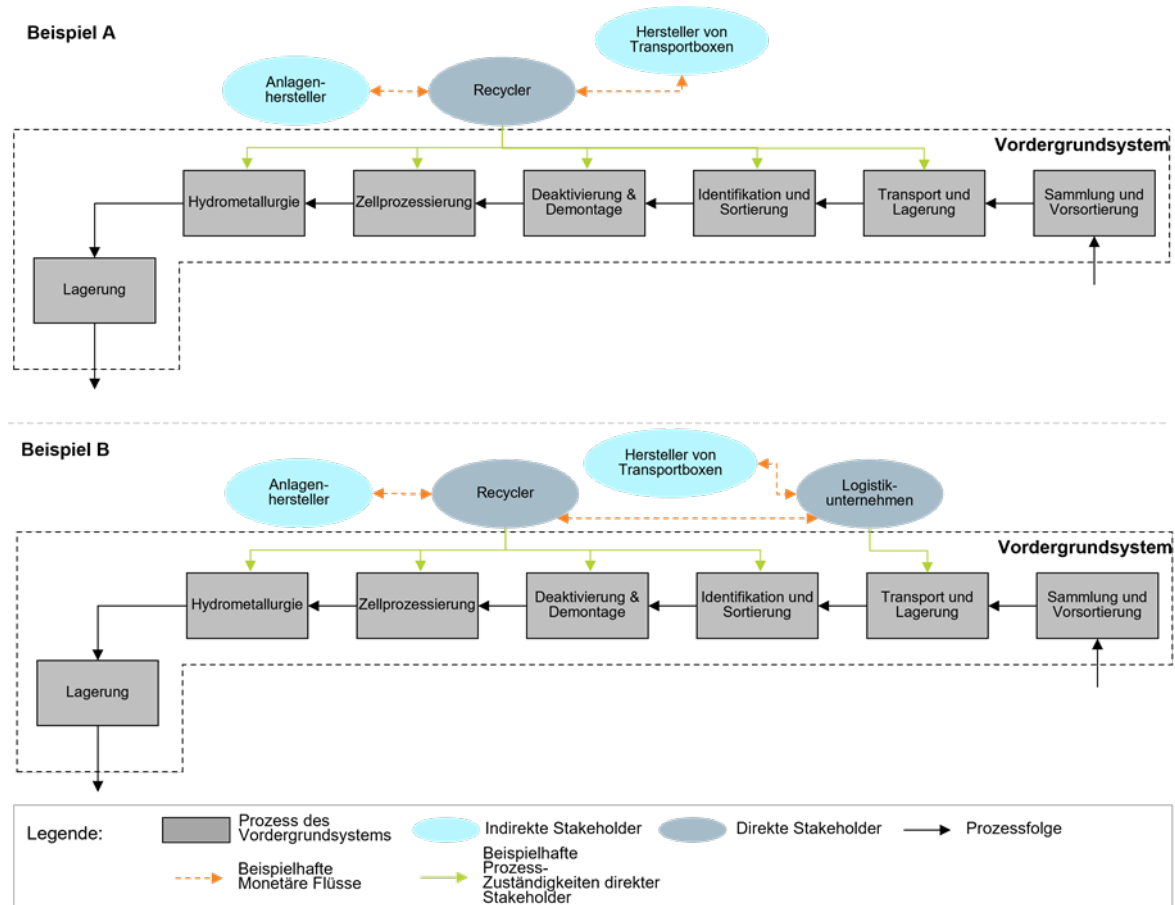 Beispiel A
Hersteller von
Transportboxen
Anlagen-
hersteller
Recycler
Vordergrundsystem
Hydrometallurgie
Zellprozessierung
Deaktivierung &
Demontage
Identifikation und
Sortierung
Transport und
Lagerung
Sammlung und
Vorsortierung
Lagerung
Beispiel B
Hersteller von
Transportboxen
Anlagen-
hersteller
Recycler
Logistik-
unternehmen
Vordergrundsystem
Hydrometallurgie
Zellprozessierung
Deaktivierung &
Demontage
Identifikation und
Sortierung
Transport und
Lagerung
Sammlung und
Vorsortierung
Lagerung
Legende:
Prozess des
Vordergrundsystems
Indirekte Stakeholder
Direkte Stakeholder
Prozessfolge
Beispielhafte
Monetäre Flüsse
Beispielhafte
Prozess-
Zuständigkeiten direkter
Stakeholder